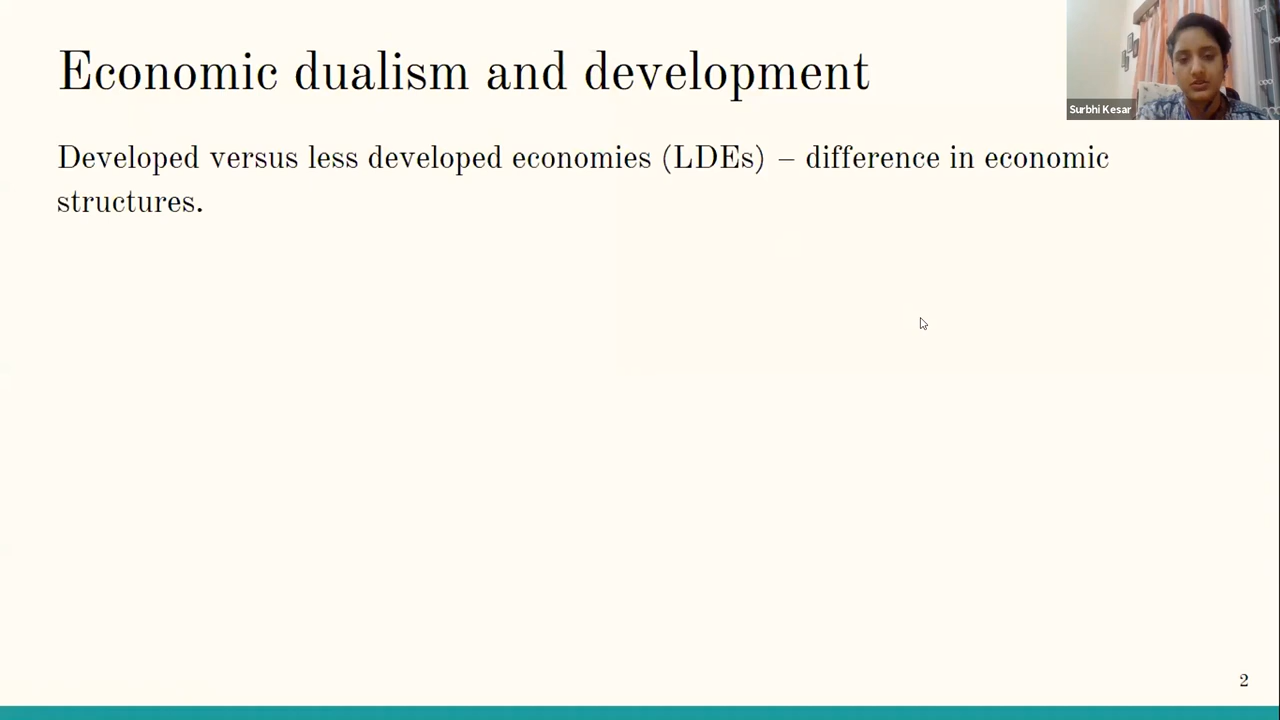 Economic dualism and development
Surbhi Kesar
Developed versus less developed economies (LDEs) – difference in economic
structures.
2